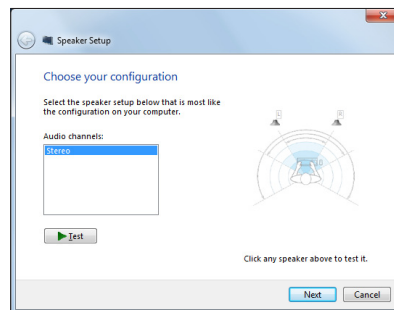 Speaker Setup
Choose your configuration
Select the speaker setup below that is most like
the configuration on your computer.
Audio channels:
Stereo
L
R
Test
Click any speaker above to test it.
Next
Cancel